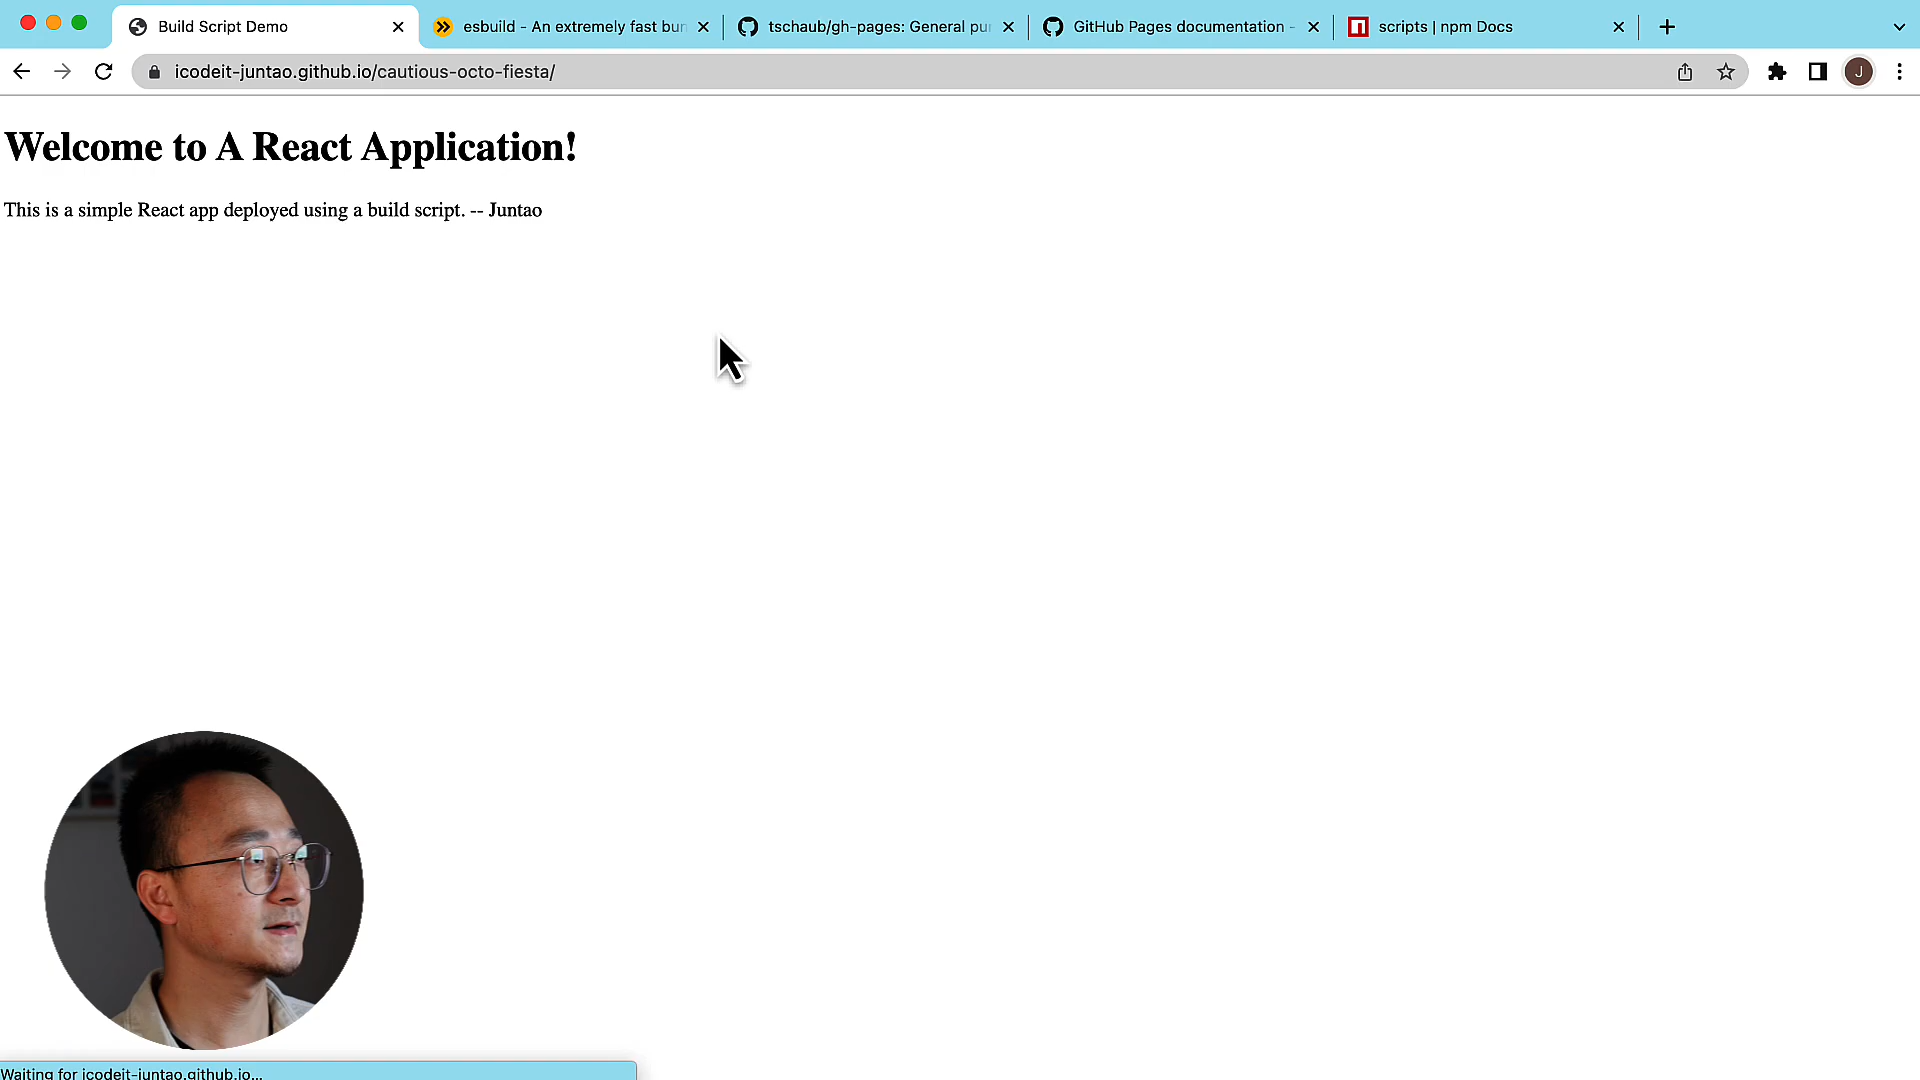 Build Script Demo
esbuild - An extremely fast bun
tschaub/gh-pages: General pu
GitHub Pages documentation -
scripts | npm Docs
icodeit-juntao.github.io/cautious-octo-fiesta/
J
Welcome to A React Application!
This is a simple React app deployed using a build script. -- Juntao
Waiting for icodeit-juntao.github.io...